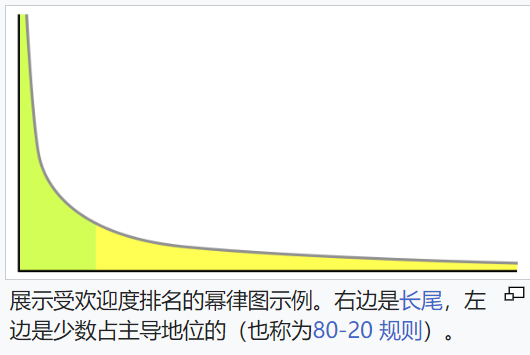 展示受欢迎度排名的幂律图示例。右边是长尾，左
边是少数占主导地位的（也称为80-20 规则）。